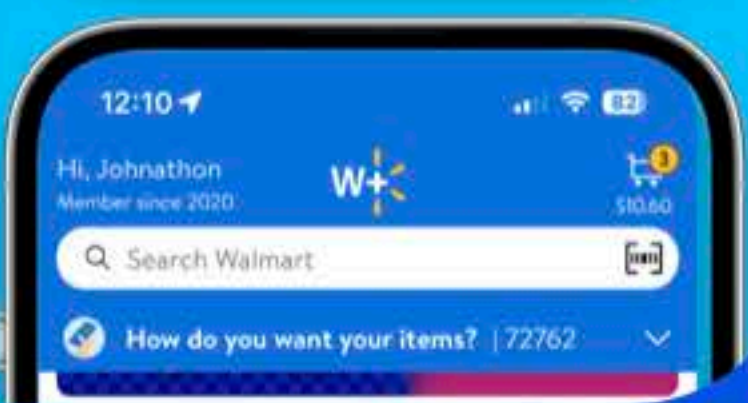 12:10
82
Hi, Johnathon
Member since 2020
W+
3
$10.60
Search Walmart
How do you want your items? | 72762